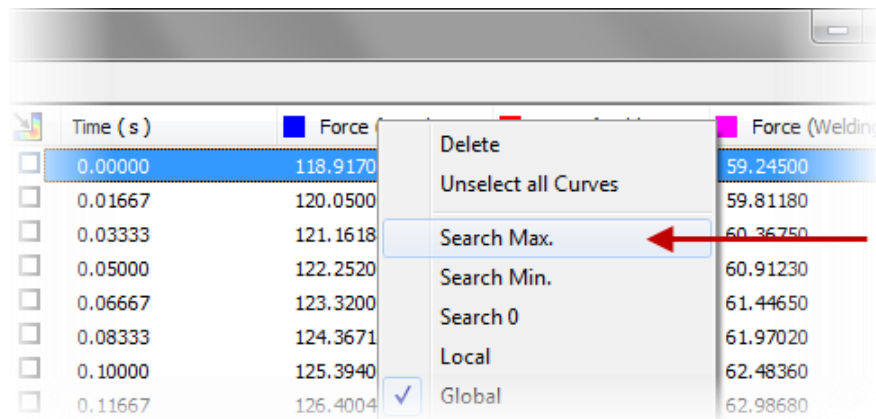 Time (s) Force Force (Welding
Delete
0.00000 118.9170 59.24500
Unselect all Curves
0.01667 120.0500 59.81180
0.03333 121.1618 Search Max. 60.36750
0.05000 122.2520 Search Min. 60.91230
0.06667 123.3200 61.44650
Search 0
0.08333 124.3671 61.97020
0.10000 125.3940 Local 62.48360
0.11667 126.4004 Global 62.98680